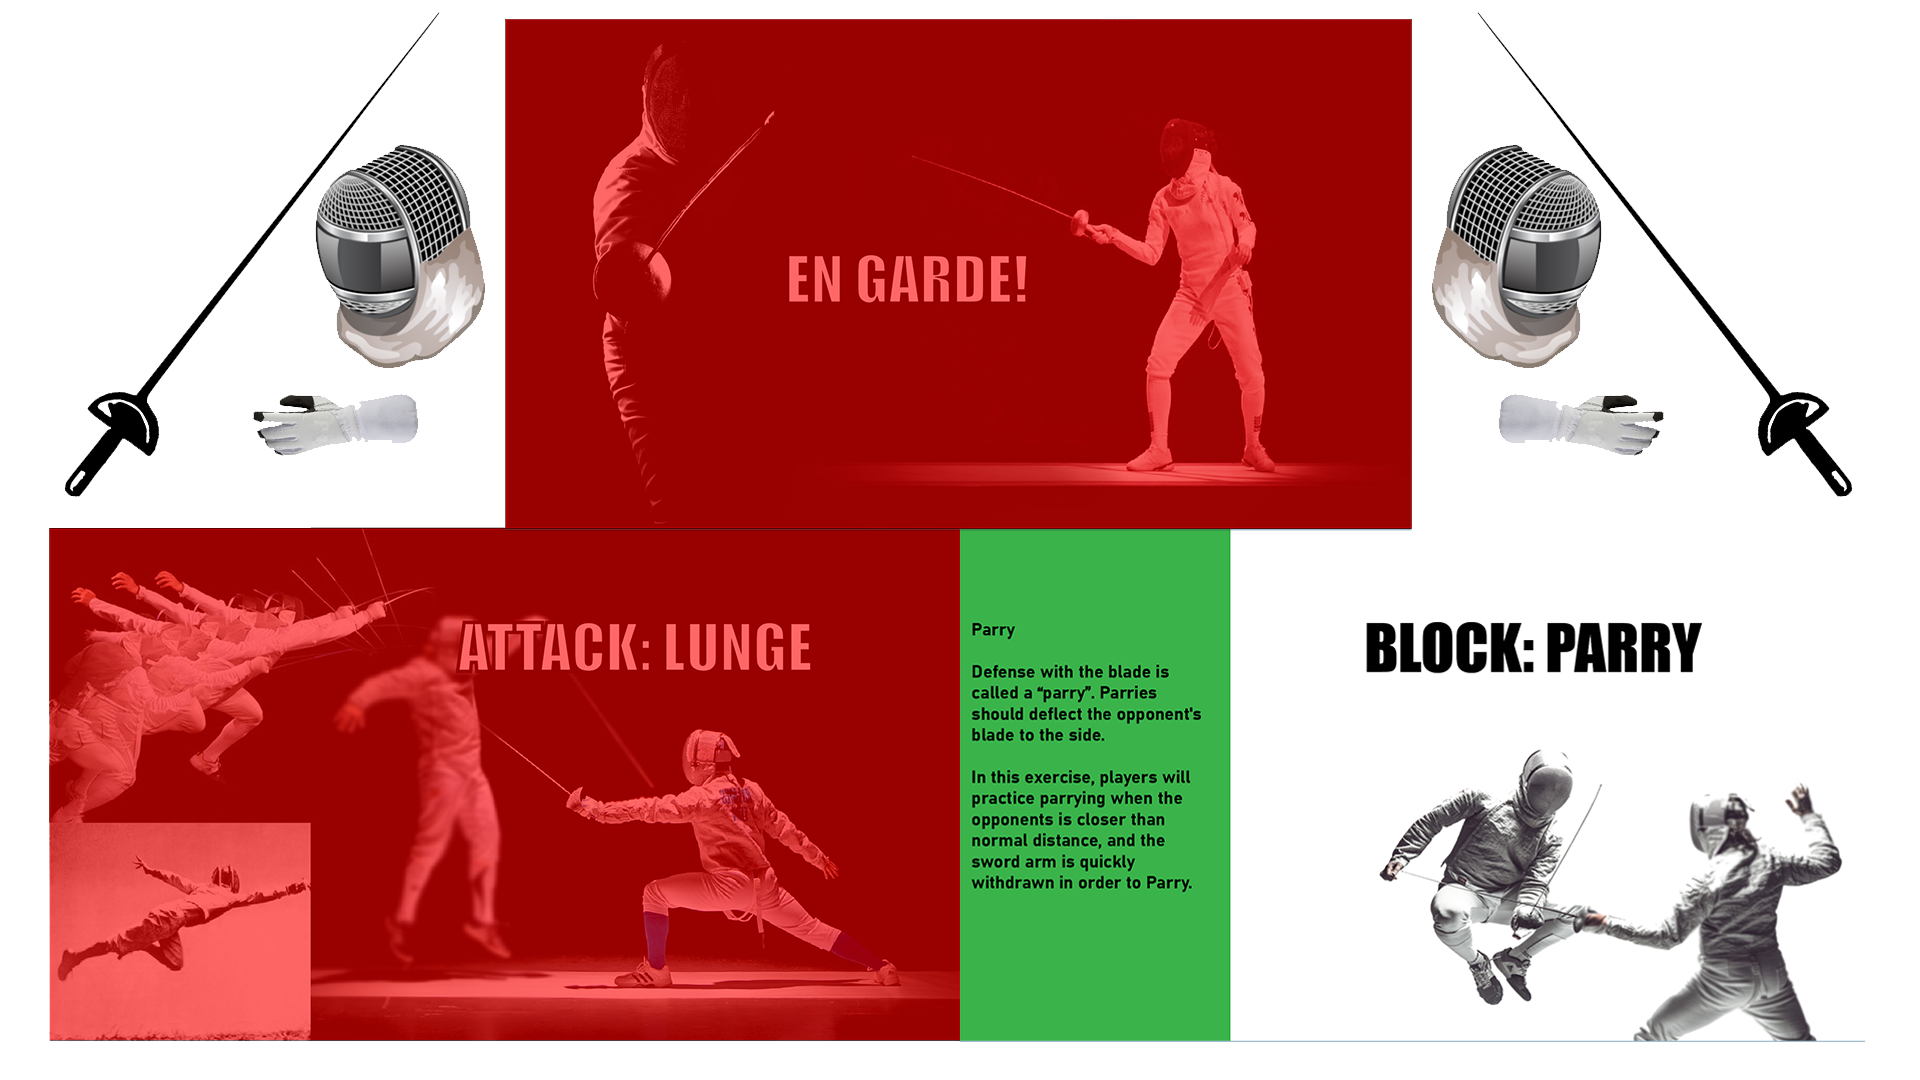 EN GARDE!
ATTACK: LUNGE
Parry
Defense with the blade is
called a “parry”. Parries
should deflect the opponent's
blade to the side.
In this exercise, players will
practice parrying when the
opponents is closer than
normal distance, and the
sword arm is quickly
withdrawn in order to Parry.
BLOCK: PARRY